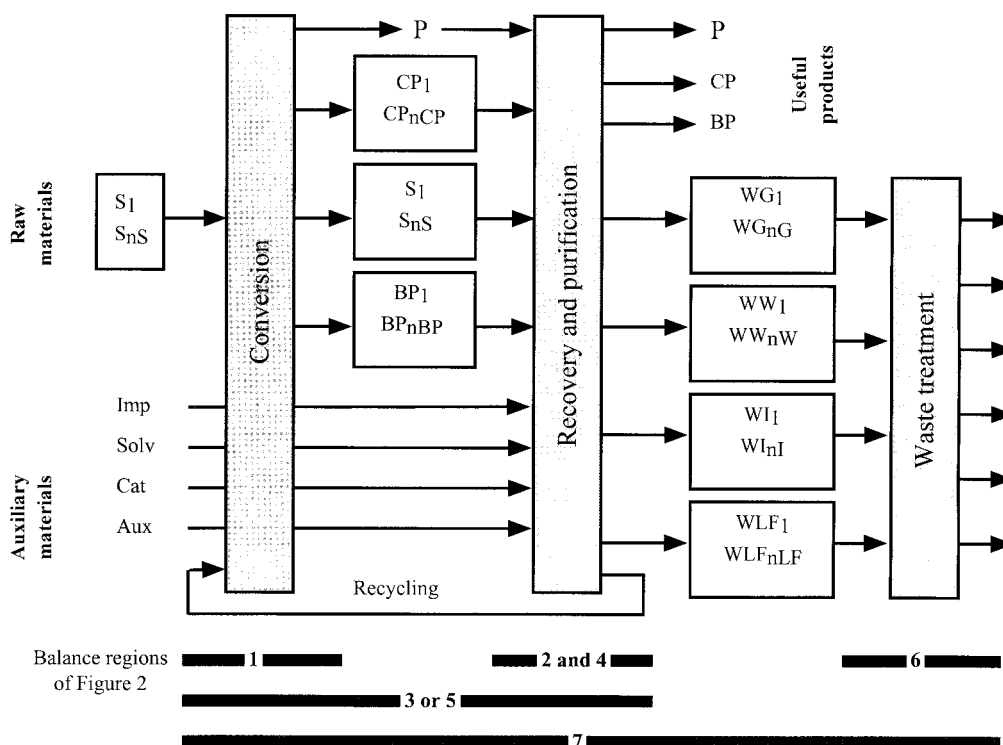 P
P
CP
BP
Useful
products
CP1
CPnCP
Raw
materials
S1
SnS
Conversion
S1
SnS
Recovery and purification
WG1
WGnG
Waste treatment
BP1
BPnBP
WW1
WWnW
Imp
Solv
Cat
Aux
Auxiliary
materials
WI1
WInI
WLF1
WLFnLF
Recycling
Balance regions
of Figure 2
1
2 and 4
6
3 or 5
7